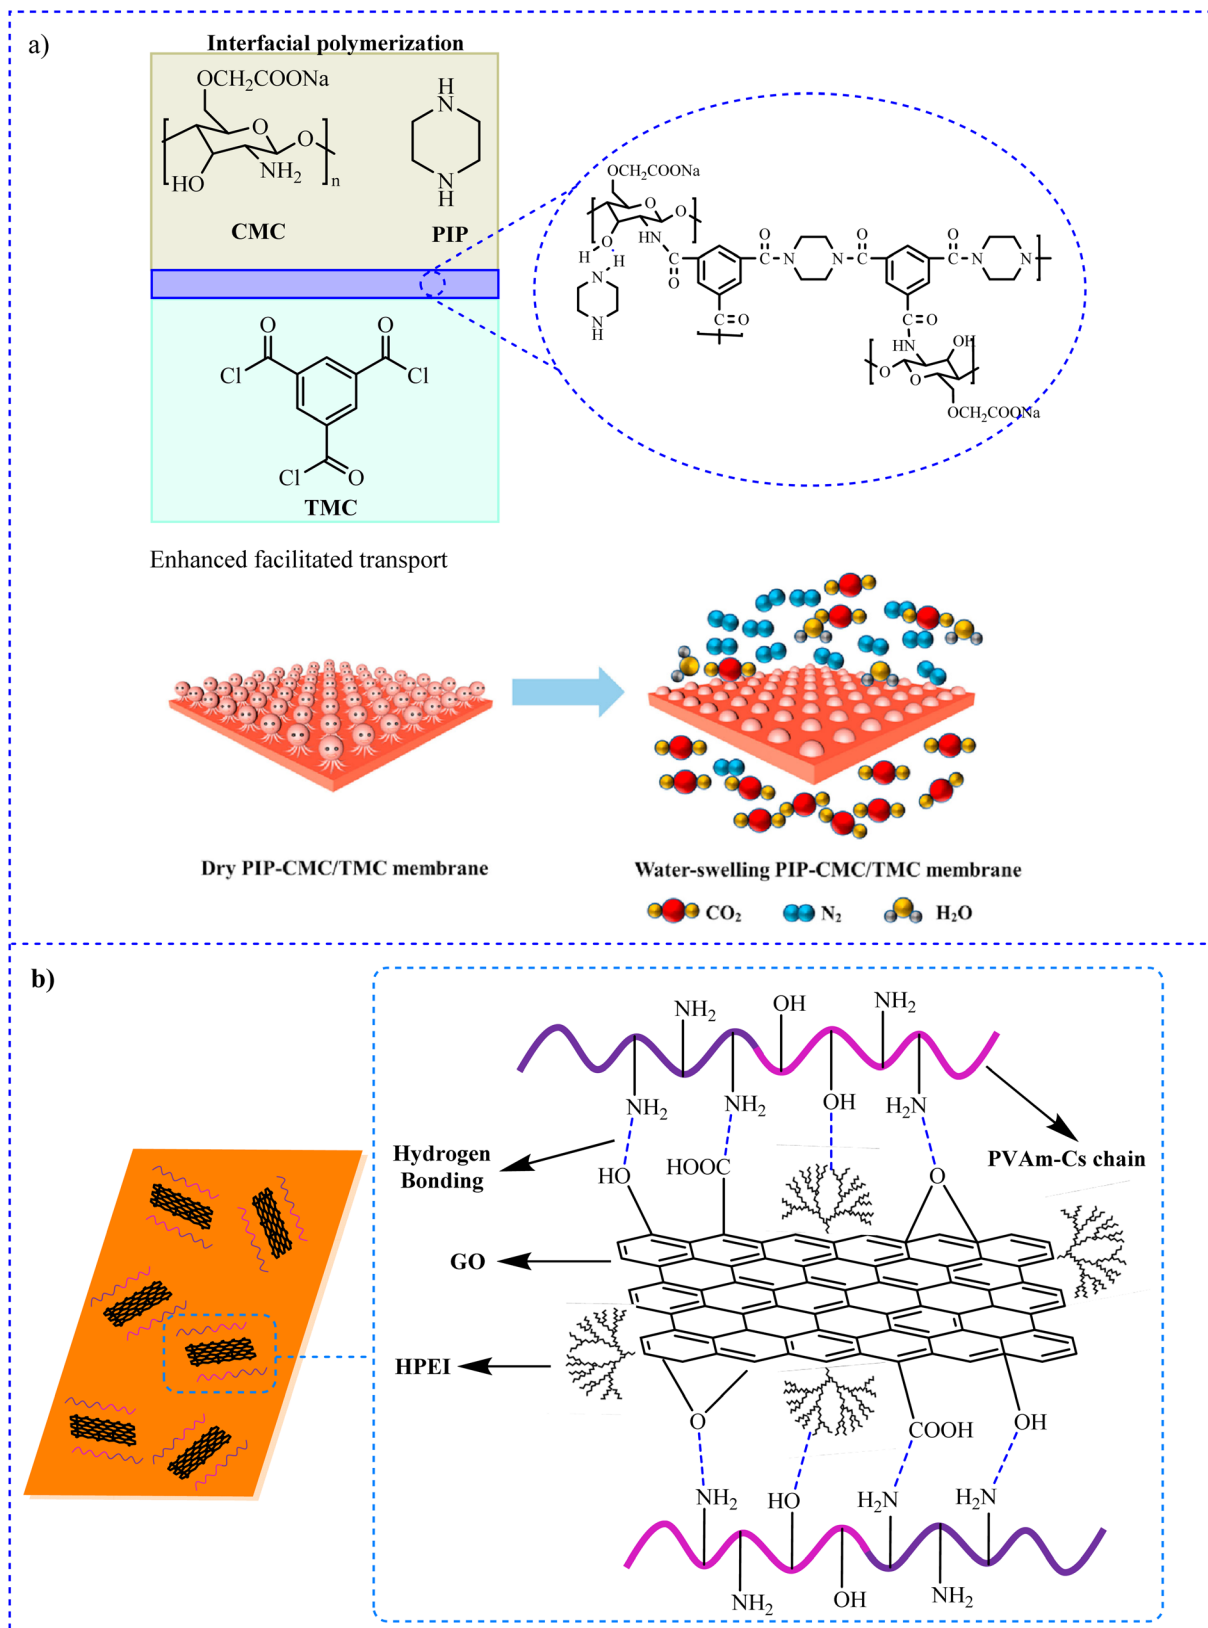 a)
Interfacial polymerization
OCH₂COONa
O
O
NH₂
HO
n
CMC
H
N
N
H
PIP
O
O
Cl
Cl
Cl
O
TMC
OCH₂COONa
O
O
H
O
H
HN
C
O
H
N
N
H
O
C
N
N
O
C
O
C
N
N
C=O
C=O
HN
OH
O
O
OCH₂COONa
Enhanced facilitated transport
Dry PIP-CMC/TMC membrane
Water-swelling PIP-CMC/TMC membrane
CO₂
N₂
H₂O
b)
NH₂
OH
NH₂
NH₂
NH₂
OH
H₂N
PVAm-Cs chain
Hydrogen
Bonding
HO
HOOC
O
GO
HPEI
O
COOH
OH
NH₂
HO
H₂N
H₂N
NH₂
OH
NH₂